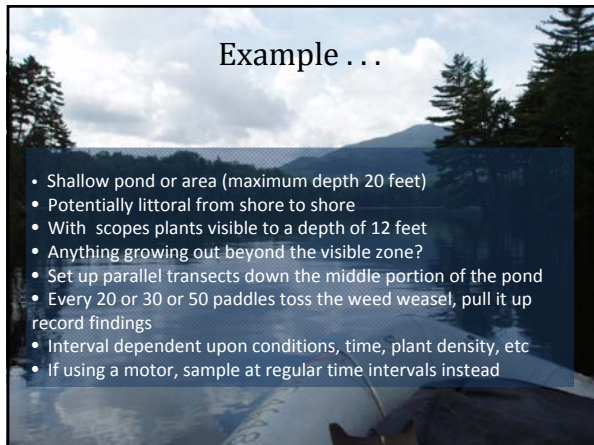 Example . . .
• Shallow pond or area (maximum depth 20 feet)
• Potentially littoral from shore to shore
• With scopes plants visible to a depth of 12 feet
• Anything growing out beyond the visible zone?
• Set up parallel transects down the middle portion of the pond
• Every 20 or 30 or 50 paddles toss the weed weasel, pull it up
record findings
• Interval dependent upon conditions, time, plant density, etc
• If using a motor, sample at regular time intervals instead